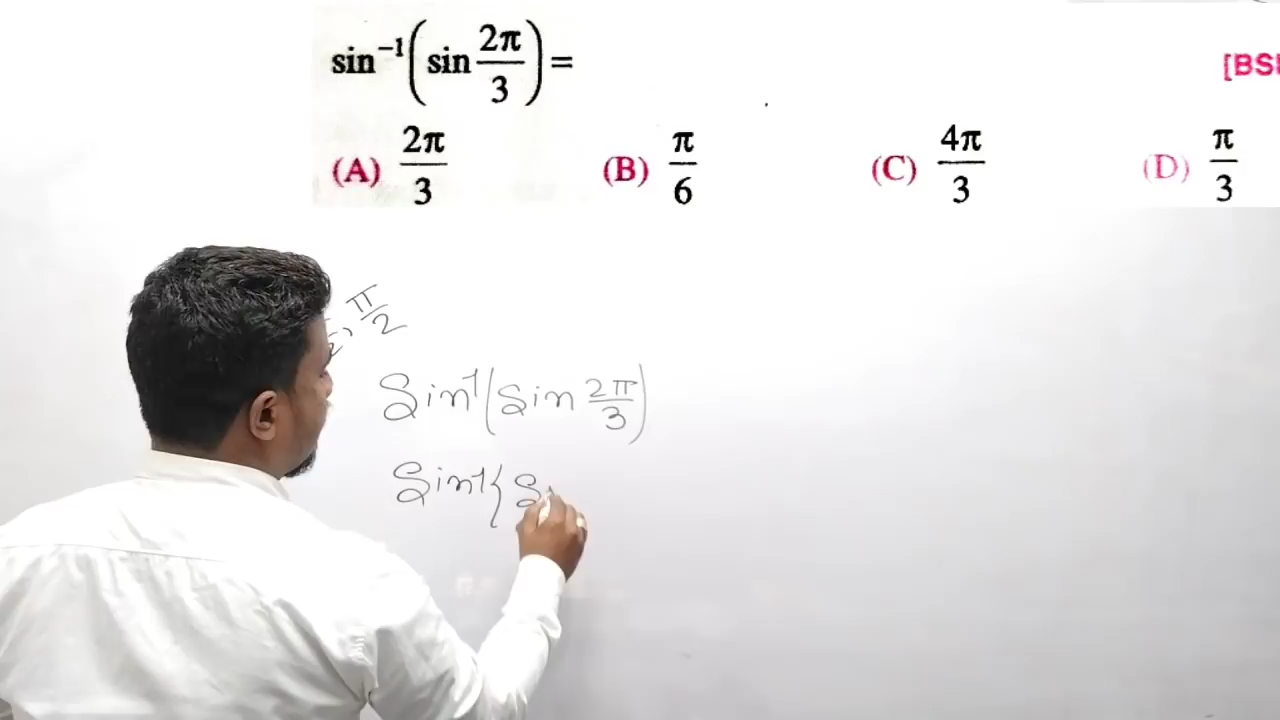 sin⁻¹(sin 2π/3) =
[BS
(A) 2π/3 (B) π/6 (C) 4π/3 (D) π/3
, π/2
Sin⁻¹(Sin 2π/3)
Sin⁻¹{ S